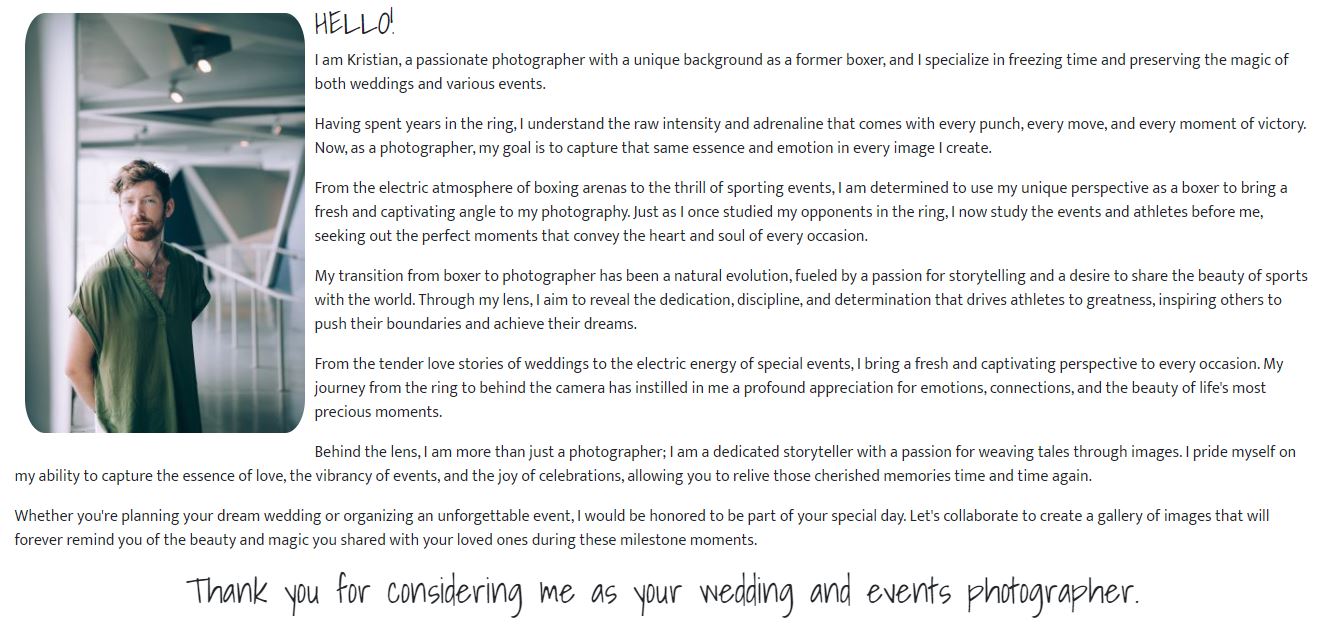 HELLO!
I am Kristian, a passionate photographer with a unique background as a former boxer, and I specialize in freezing time and preserving the magic of
both weddings and various events.
Having spent years in the ring, I understand the raw intensity and adrenaline that comes with every punch, every move, and every moment of victory.
Now, as a photographer, my goal is to capture that same essence and emotion in every image I create.
From the electric atmosphere of boxing arenas to the thrill of sporting events, I am determined to use my unique perspective as a boxer to bring a
fresh and captivating angle to my photography. Just as I once studied my opponents in the ring, I now study the events and athletes before me,
seeking out the perfect moments that convey the heart and soul of every occasion.
My transition from boxer to photographer has been a natural evolution, fueled by a passion for storytelling and a desire to share the beauty of sports
with the world. Through my lens, I aim to reveal the dedication, discipline, and determination that drives athletes to greatness, inspiring others to
push their boundaries and achieve their dreams.
From the tender love stories of weddings to the electric energy of special events, I bring a fresh and captivating perspective to every occasion. My
journey from the ring to behind the camera has instilled in me a profound appreciation for emotions, connections, and the beauty of life's most
precious moments.
Behind the lens, I am more than just a photographer; I am a dedicated storyteller with a passion for weaving tales through images. I pride myself on
my ability to capture the essence of love, the vibrancy of events, and the joy of celebrations, allowing you to relive those cherished memories time and time again.
Whether you're planning your dream wedding or organizing an unforgettable event, I would be honored to be part of your special day. Let's collaborate to create a gallery of images that will
forever remind you of the beauty and magic you shared with your loved ones during these milestone moments.
Thank you for considering me as your wedding and events photographer.